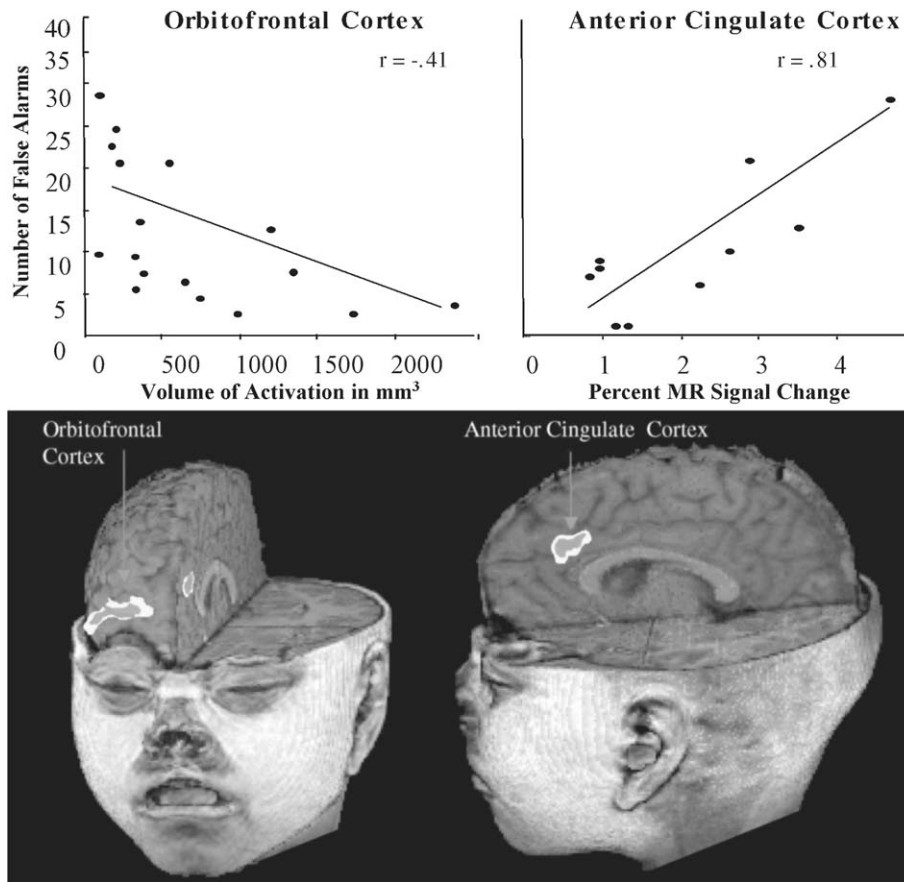 Orbitofrontal Cortex
r = -.41
Number of False Alarms
40
35
30
25
20
15
10
5
0
0 500 1000 1500 2000
Volume of Activation in mm³
Anterior Cingulate Cortex
r = .81
0 1 2 3 4
Percent MR Signal Change
Orbitofrontal
Cortex
Anterior Cingulate Cortex